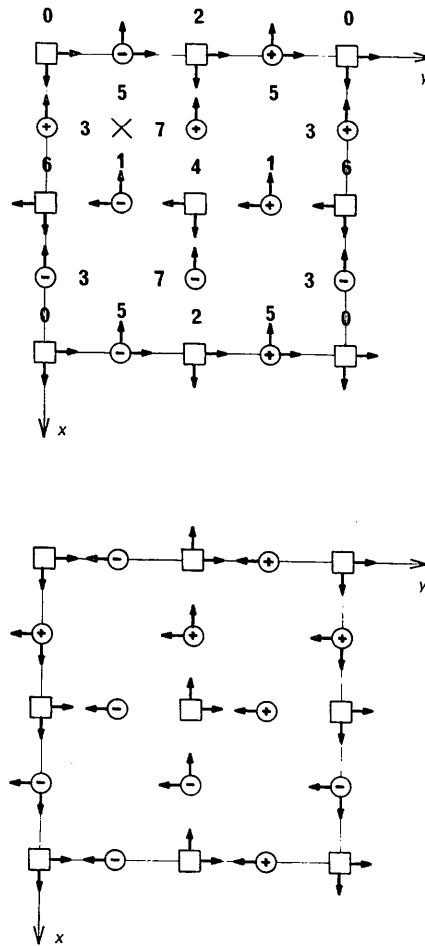 0 2 0
− + y
5 5
+ 3 7 + 3 +
6 1 4 1 6
− +
− 3 7 − 3 −
0 5 2 5 0
− +
x
− + y
+ + +
− +
− − −
− +
x